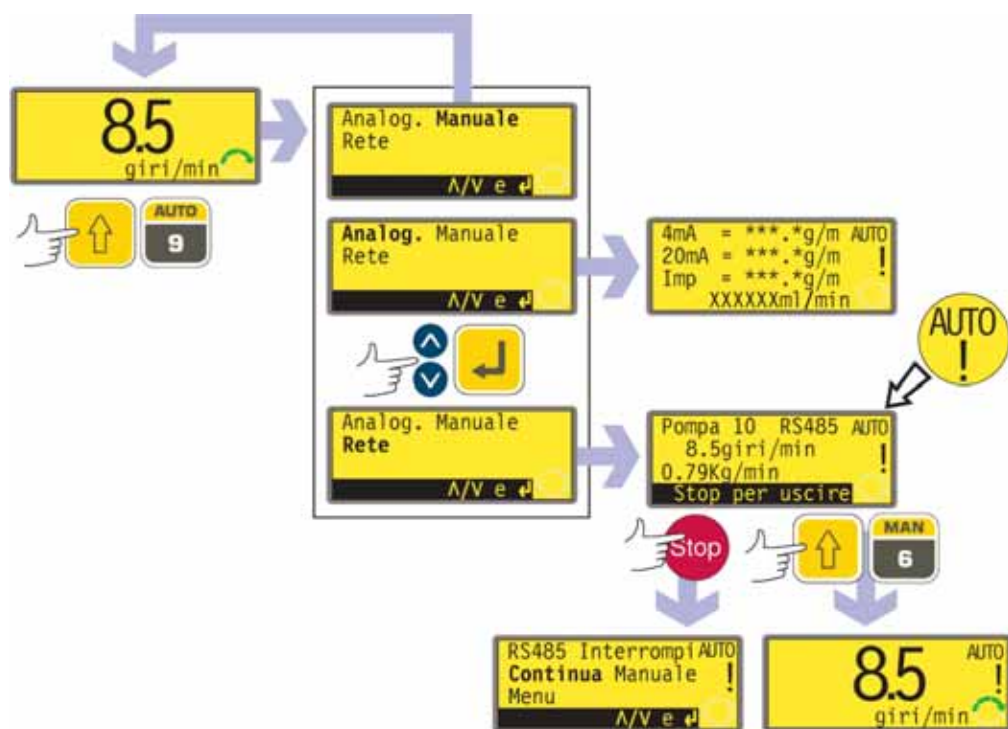 8.5
giri/min
AUTO
9
Analog. Manuale
Rete
Λ/V e ↲
Analog. Manuale
Rete
Λ/V e ↲
4mA = ***.*g/m AUTO
20mA = ***.*g/m !
Imp = ***.*g/m
XXXXXXml/min
AUTO
!
Analog. Manuale
Rete
Λ/V e ↲
Pompa 10 RS485 AUTO
8.5giri/min !
0.79Kg/min
Stop per uscire
Stop
MAN
6
RS485 Interrompi AUTO
Continua Manuale !
Menu
Λ/V e ↲
8.5 AUTO
!
giri/min